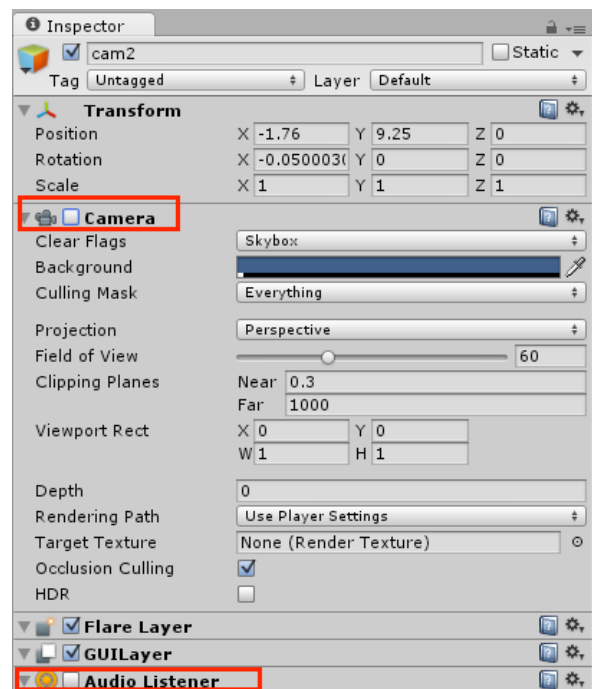 Inspector
cam2 Static
Tag Untagged Layer Default
Transform
Position X -1.76 Y 9.25 Z 0
Rotation X -0.050003( Y 0 Z 0
Scale X 1 Y 1 Z 1
Camera
Clear Flags Skybox
Background
Culling Mask Everything
Projection Perspective
Field of View 60
Clipping Planes Near 0.3
Far 1000
Viewport Rect X 0 Y 0
W 1 H 1
Depth 0
Rendering Path Use Player Settings
Target Texture None (Render Texture)
Occlusion Culling
HDR
Flare Layer
GUILayer
Audio Listener